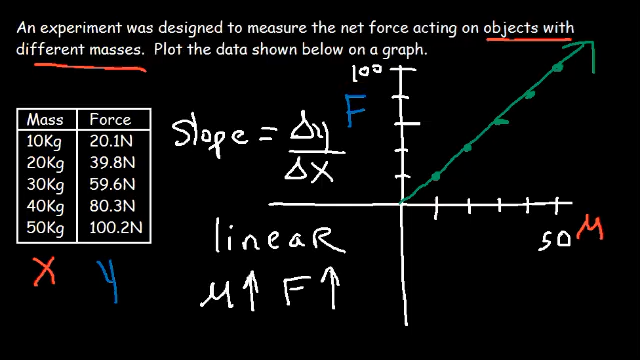 An experiment was designed to measure the net force acting on objects with
different masses. Plot the data shown below on a graph.
100
F
Mass Force
10Kg 20.1N
20Kg 39.8N
30Kg 59.6N
40Kg 80.3N
50Kg 100.2N
Slope = Δy
ΔX
50 M
lineaR
X y
M↑ F↑